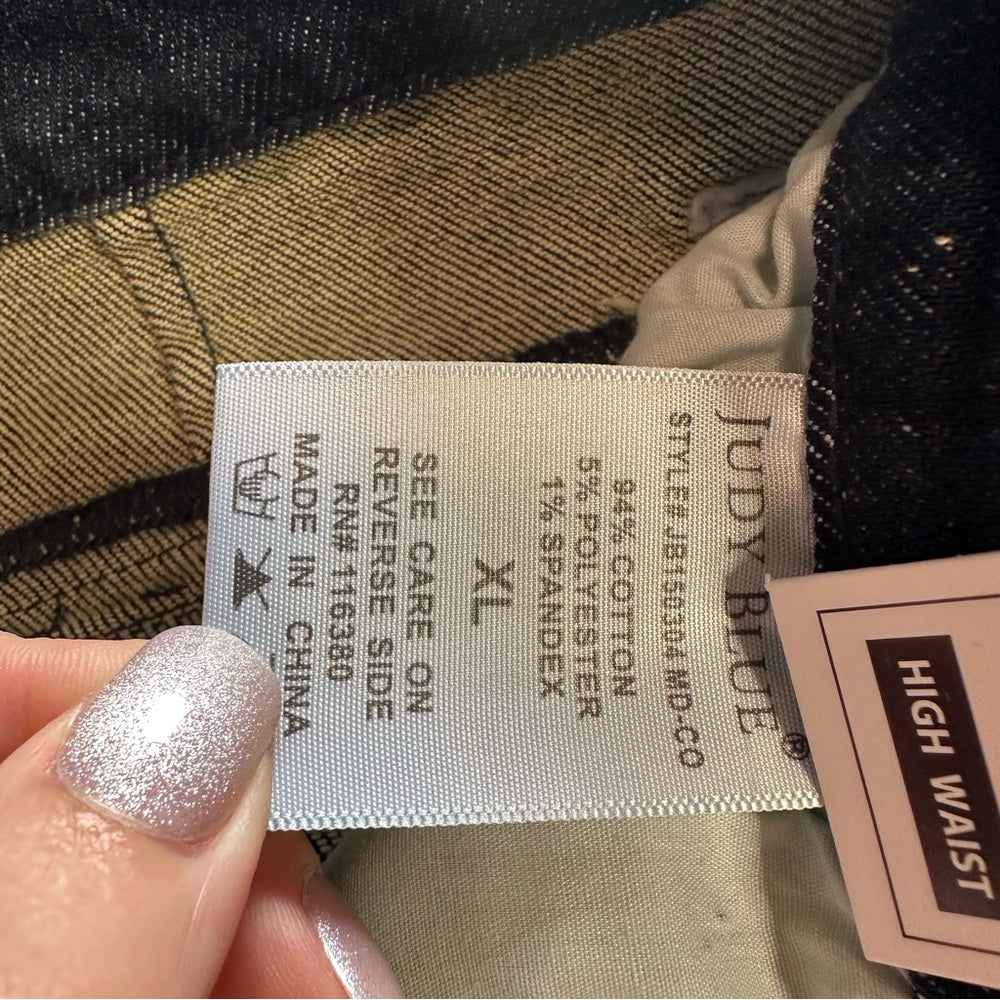 JUDY BLUE®
STYLE#JB150304 MD-CO
94% COTTON
5% POLYESTER
1% SPANDEX
XL
SEE CARE ON
REVERSE SIDE
RN# 116380
MADE IN CHINA
HIGH WAIST